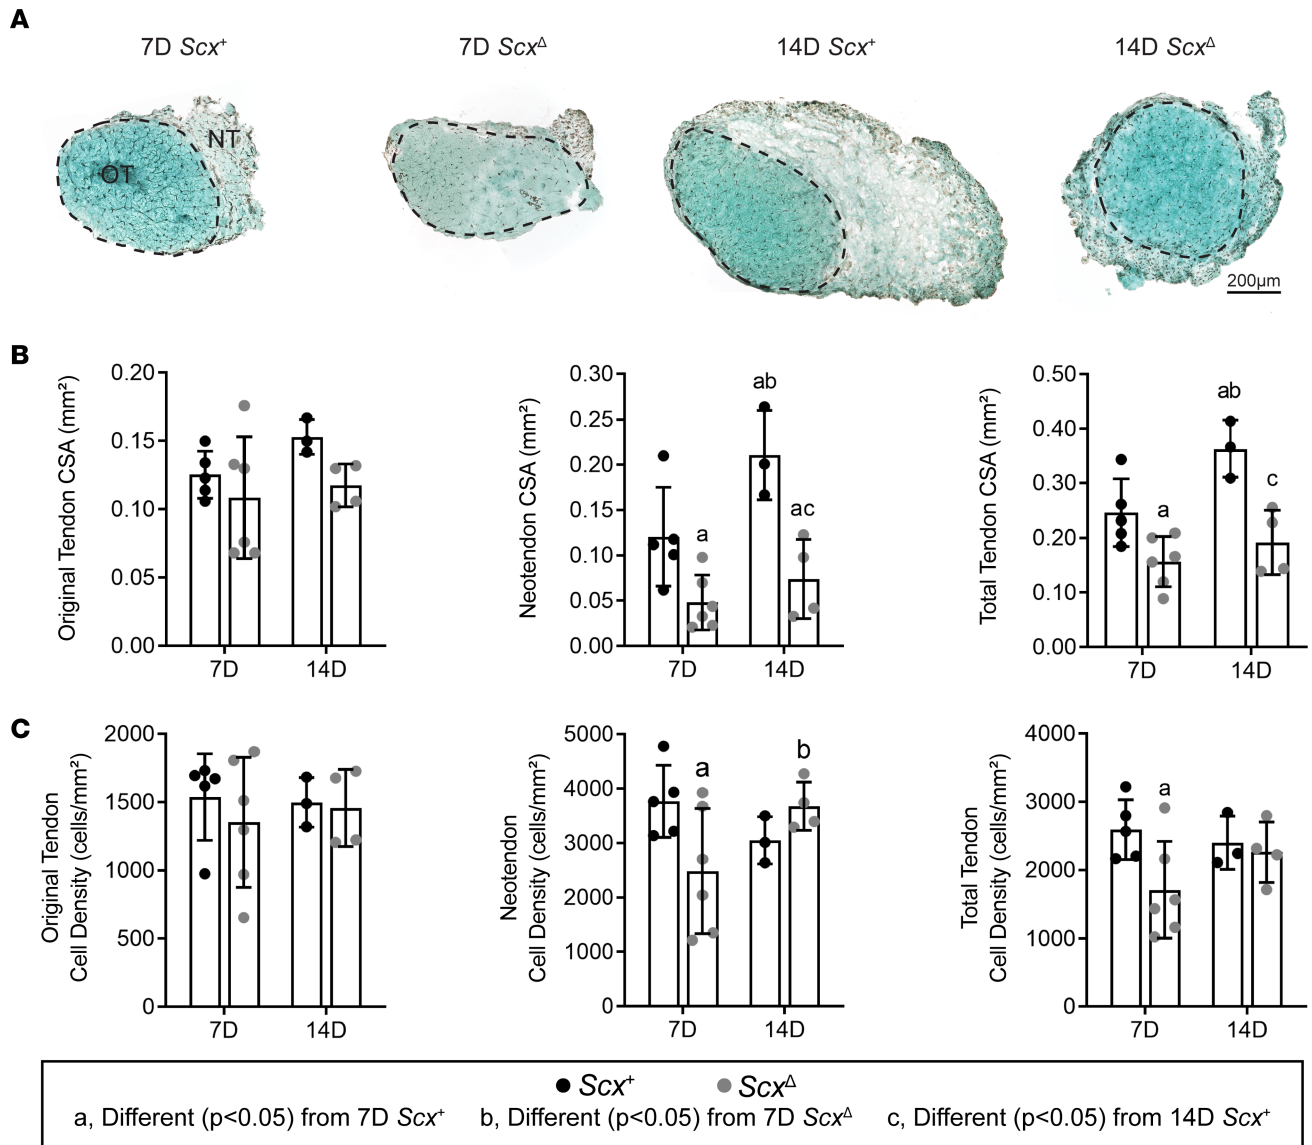 A
7D Scx⁺
7D Scxᐞ
14D Scx⁺
14D Scxᐞ
OT
NT
200µm
B
Original Tendon CSA (mm²)
0.20
0.15
0.10
0.05
0.00
7D
14D
Neotendon CSA (mm²)
0.30
0.25
0.20
0.15
0.10
0.05
0.00
a
ab
ac
7D
14D
Total Tendon CSA (mm²)
0.50
0.40
0.30
0.20
0.10
0.00
a
ab
c
7D
14D
C
Original Tendon
Cell Density (cells/mm²)
2000
1500
1000
500
0
7D
14D
Neotendon
Cell Density (cells/mm²)
5000
4000
3000
2000
1000
0
a
b
7D
14D
Total Tendon
Cell Density (cells/mm²)
4000
3000
2000
1000
0
a
7D
14D
Scx⁺ Scxᐞ
a, Different (p<0.05) from 7D Scx⁺ b, Different (p<0.05) from 7D Scxᐞ c, Different (p<0.05) from 14D Scx⁺